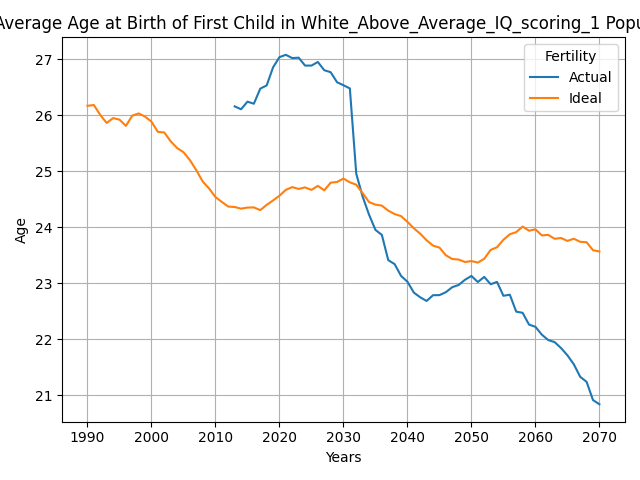 Average Age at Birth of First Child in White_Above_Average_IQ_scoring_1
Fertility
Actual
Ideal
27
26
25
24
23
22
21
Age
1990 2000 2010 2020 2030 2040 2050 2060 2070
Years